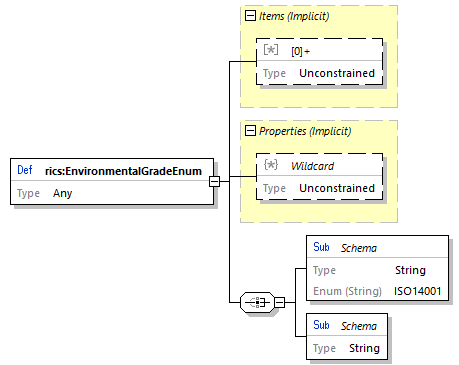 Items (Implicit)
[*] [0]+
Type Unconstrained
Properties (Implicit)
{*} Wildcard
Type Unconstrained
Def rics:EnvironmentalGradeEnum
Type Any
Sub Schema
Type String
Enum (String) ISO14001
Sub Schema
Type String